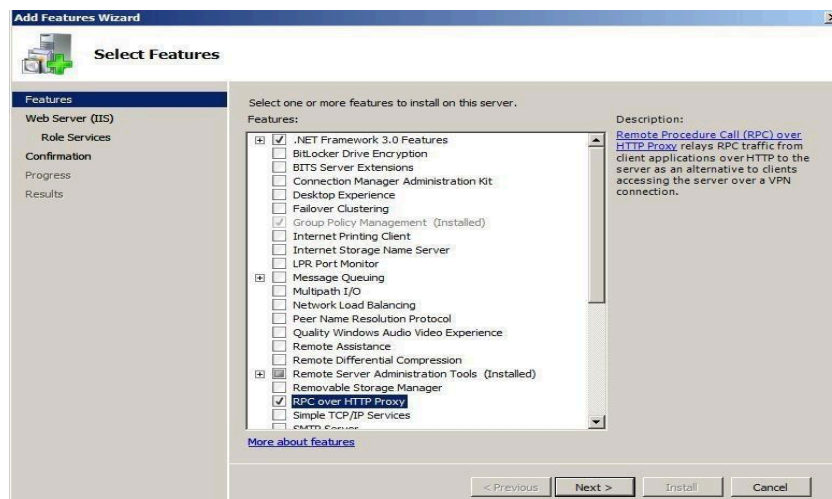 Add Features Wizard
Select Features
Features
Web Server (IIS)
Role Services
Confirmation
Progress
Results
Select one or more features to install on this server.
Features:
.NET Framework 3.0 Features
BitLocker Drive Encryption
BITS Server Extensions
Connection Manager Administration Kit
Desktop Experience
Failover Clustering
Group Policy Management (Installed)
Internet Printing Client
Internet Storage Name Server
LPR Port Monitor
Message Queuing
Multipath I/O
Network Load Balancing
Peer Name Resolution Protocol
Quality Windows Audio Video Experience
Remote Assistance
Remote Differential Compression
Remote Server Administration Tools (Installed)
Removable Storage Manager
RPC over HTTP Proxy
Simple TCP/IP Services
SMTP Server
More about features
Description:
Remote Procedure Call (RPC) over
HTTP Proxy relays RPC traffic from
client applications over HTTP to the
server as an alternative to clients
accessing the server over a VPN
connection.
< Previous
Next >
Install
Cancel